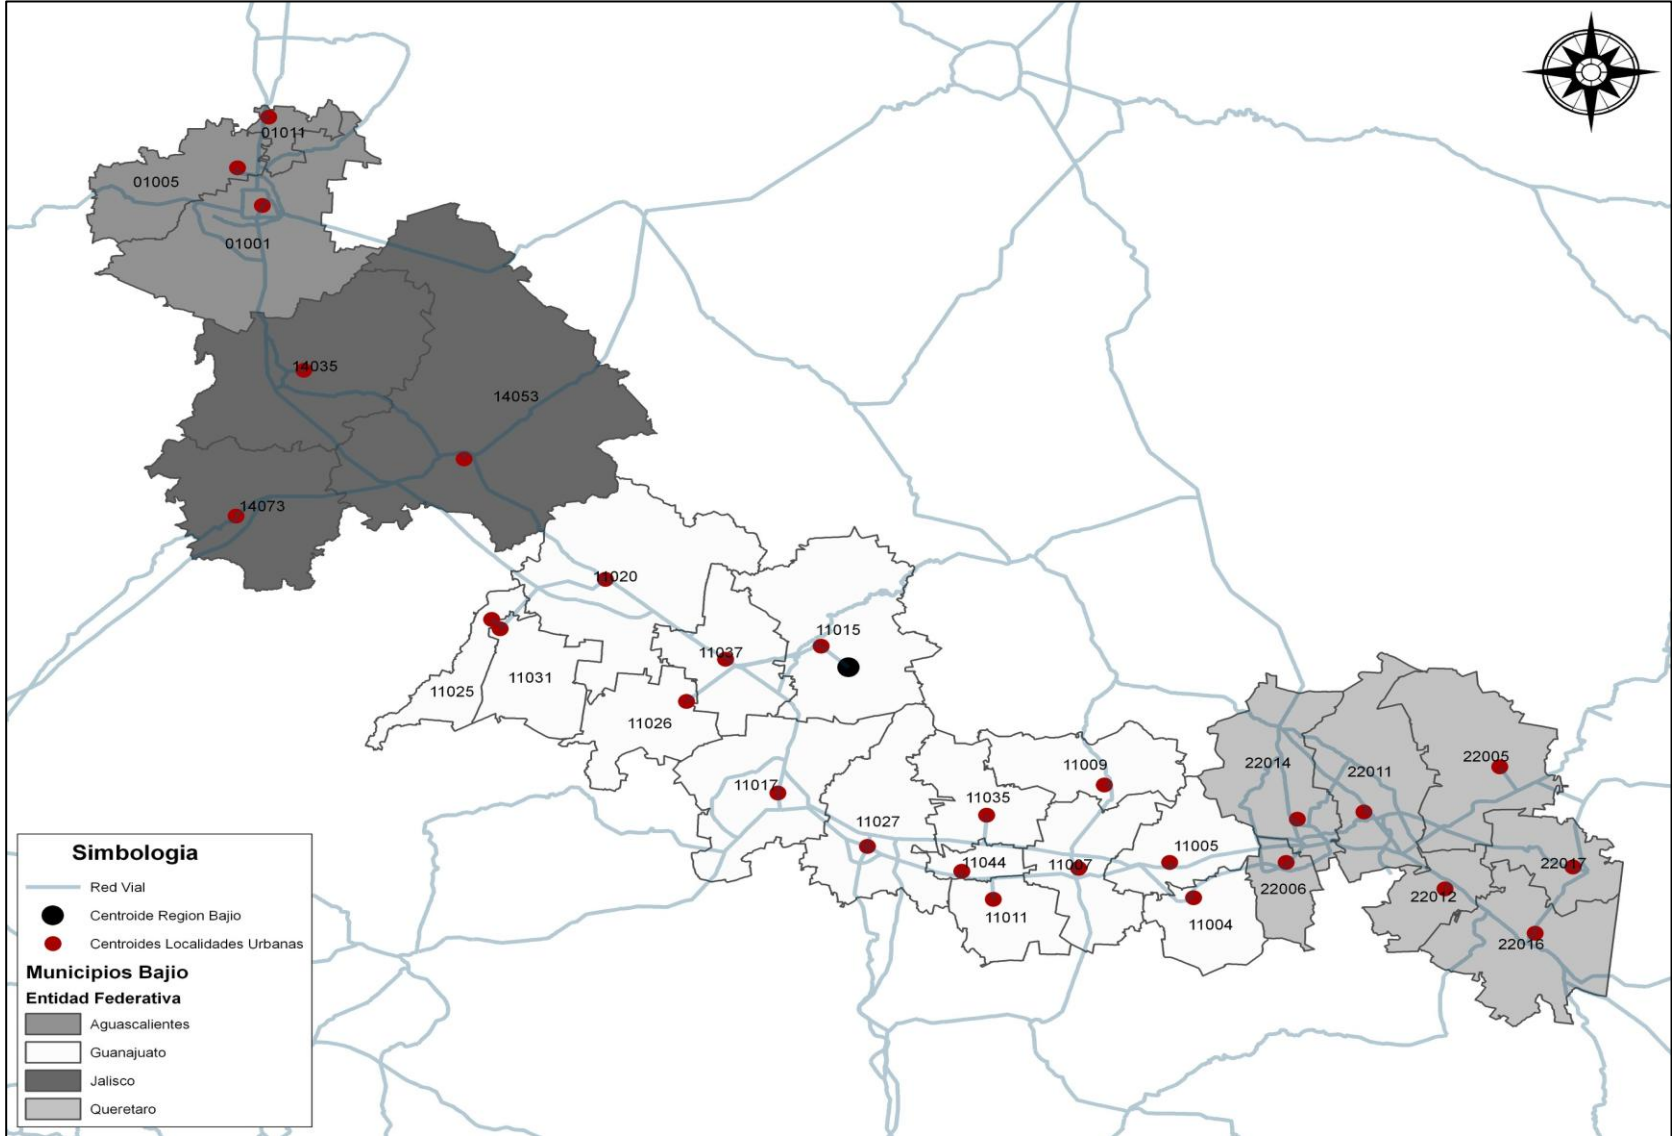 01011
01005
01001
14035
14053
14073
11020
11015
11037
11025
11031
11026
11009
22014
22011
22005
11017
11035
11027
11005
11044
11007
22017
22006
22012
11011
11004
22016
Simbologia
Red Vial
Centroide Region Bajio
Centroides Localidades Urbanas
Municipios Bajio
Entidad Federativa
Aguascalientes
Guanajuato
Jalisco
Queretaro